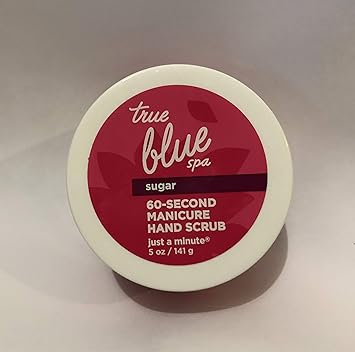 true
blue
spa
sugar
60-SECOND
MANICURE
HAND SCRUB
just a minute®
5 oz / 141 g